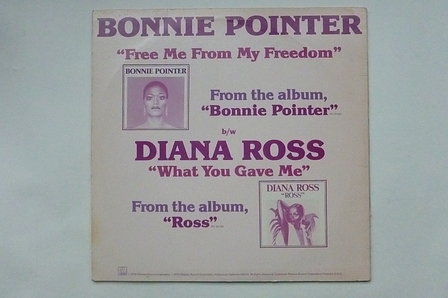 BONNIE POINTER
“Free Me From My Freedom”
BONNIE POINTER
From the album,
“Bonnie Pointer”
b/w
DIANA ROSS
“What You Gave Me”
From the album,
“Ross”
DIANA ROSS
“ROSS”